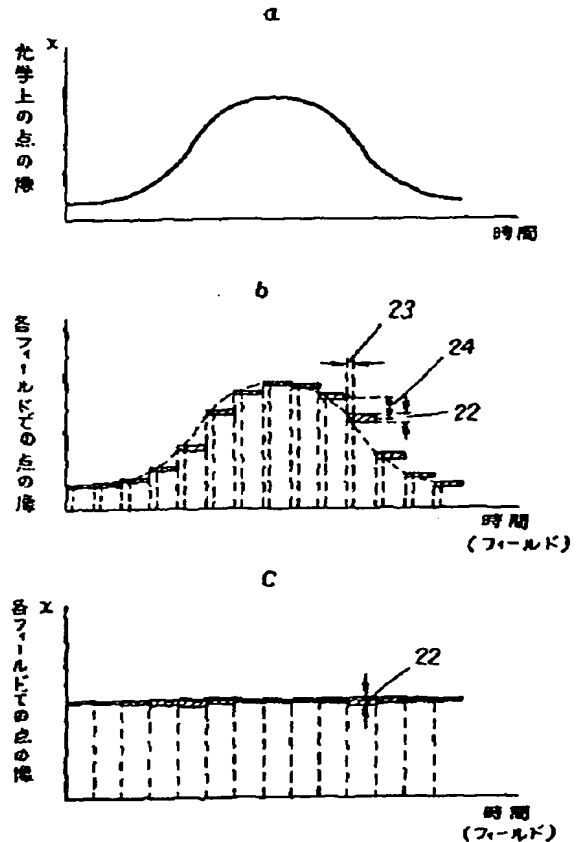 a
x
光学上の点の像
時間
b
各フィールドでの点の像
23
24
22
時間
(フィールド)
C
x
各フィールドでの点の像
22
時間
(フィールド)